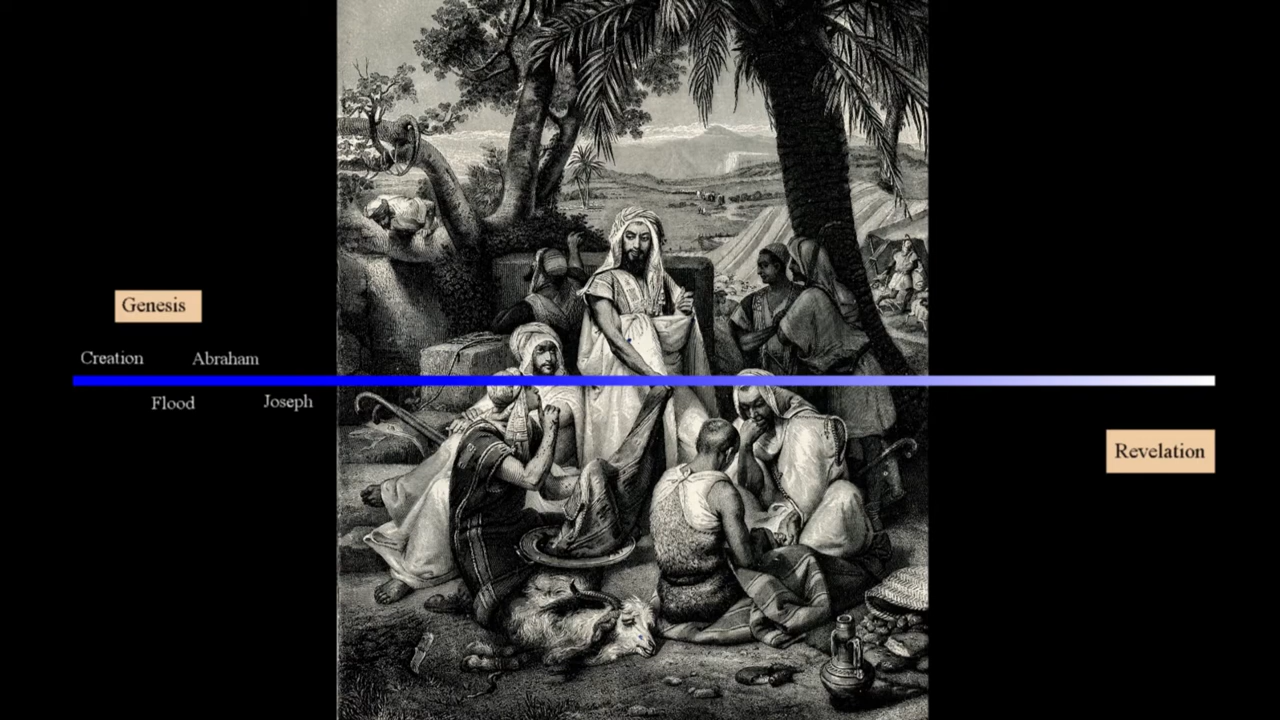 Genesis
Creation
Abraham
Flood
Joseph
Revelation